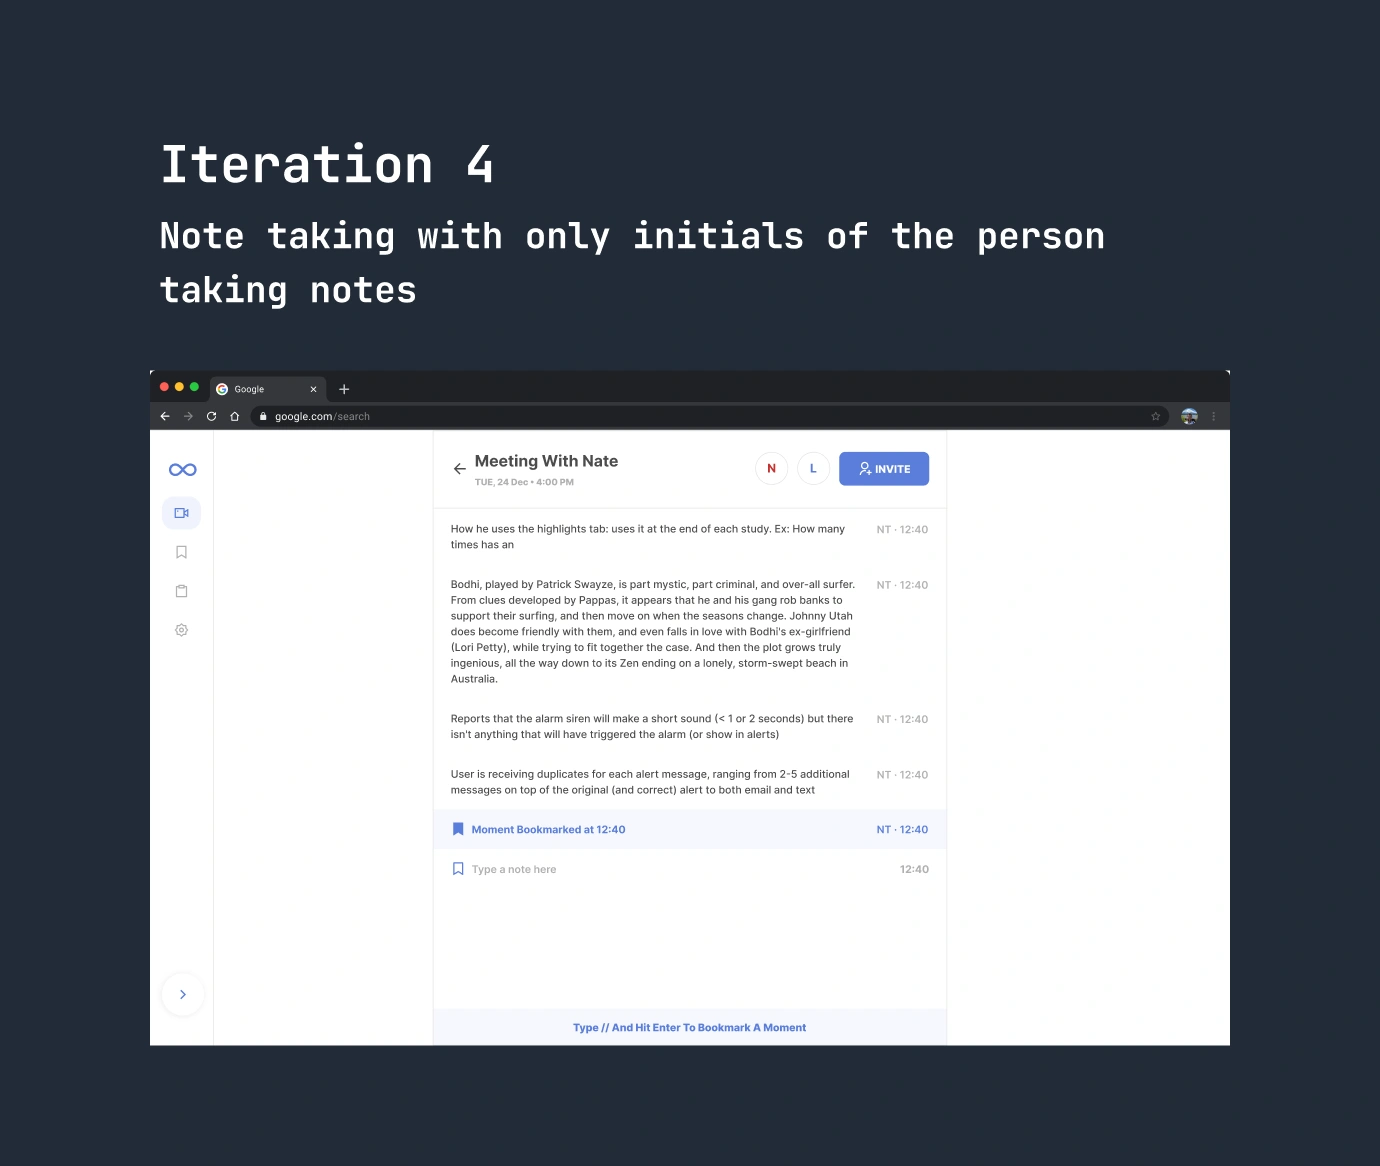 Iteration 4
Note taking with only initials of the person
taking notes
Google
google.com/search
Meeting With Nate
TUE, 24 Dec • 4:00 PM
N
L
INVITE
How he uses the highlights tab: uses it at the end of each study. Ex: How many
times has an
NT · 12:40
Bodhi, played by Patrick Swayze, is part mystic, part criminal, and over-all surfer.
From clues developed by Pappas, it appears that he and his gang rob banks to
support their surfing, and then move on when the seasons change. Johnny Utah
does become friendly with them, and even falls in love with Bodhi's ex-girlfriend
(Lori Petty), while trying to fit together the case. And then the plot grows truly
ingenious, all the way down to its Zen ending on a lonely, storm-swept beach in
Australia.
NT · 12:40
Reports that the alarm siren will make a short sound (< 1 or 2 seconds) but there
isn't anything that will have triggered the alarm (or show in alerts)
NT · 12:40
User is receiving duplicates for each alert message, ranging from 2-5 additional
messages on top of the original (and correct) alert to both email and text
NT · 12:40
Moment Bookmarked at 12:40
NT · 12:40
Type a note here
12:40
Type // And Hit Enter To Bookmark A Moment